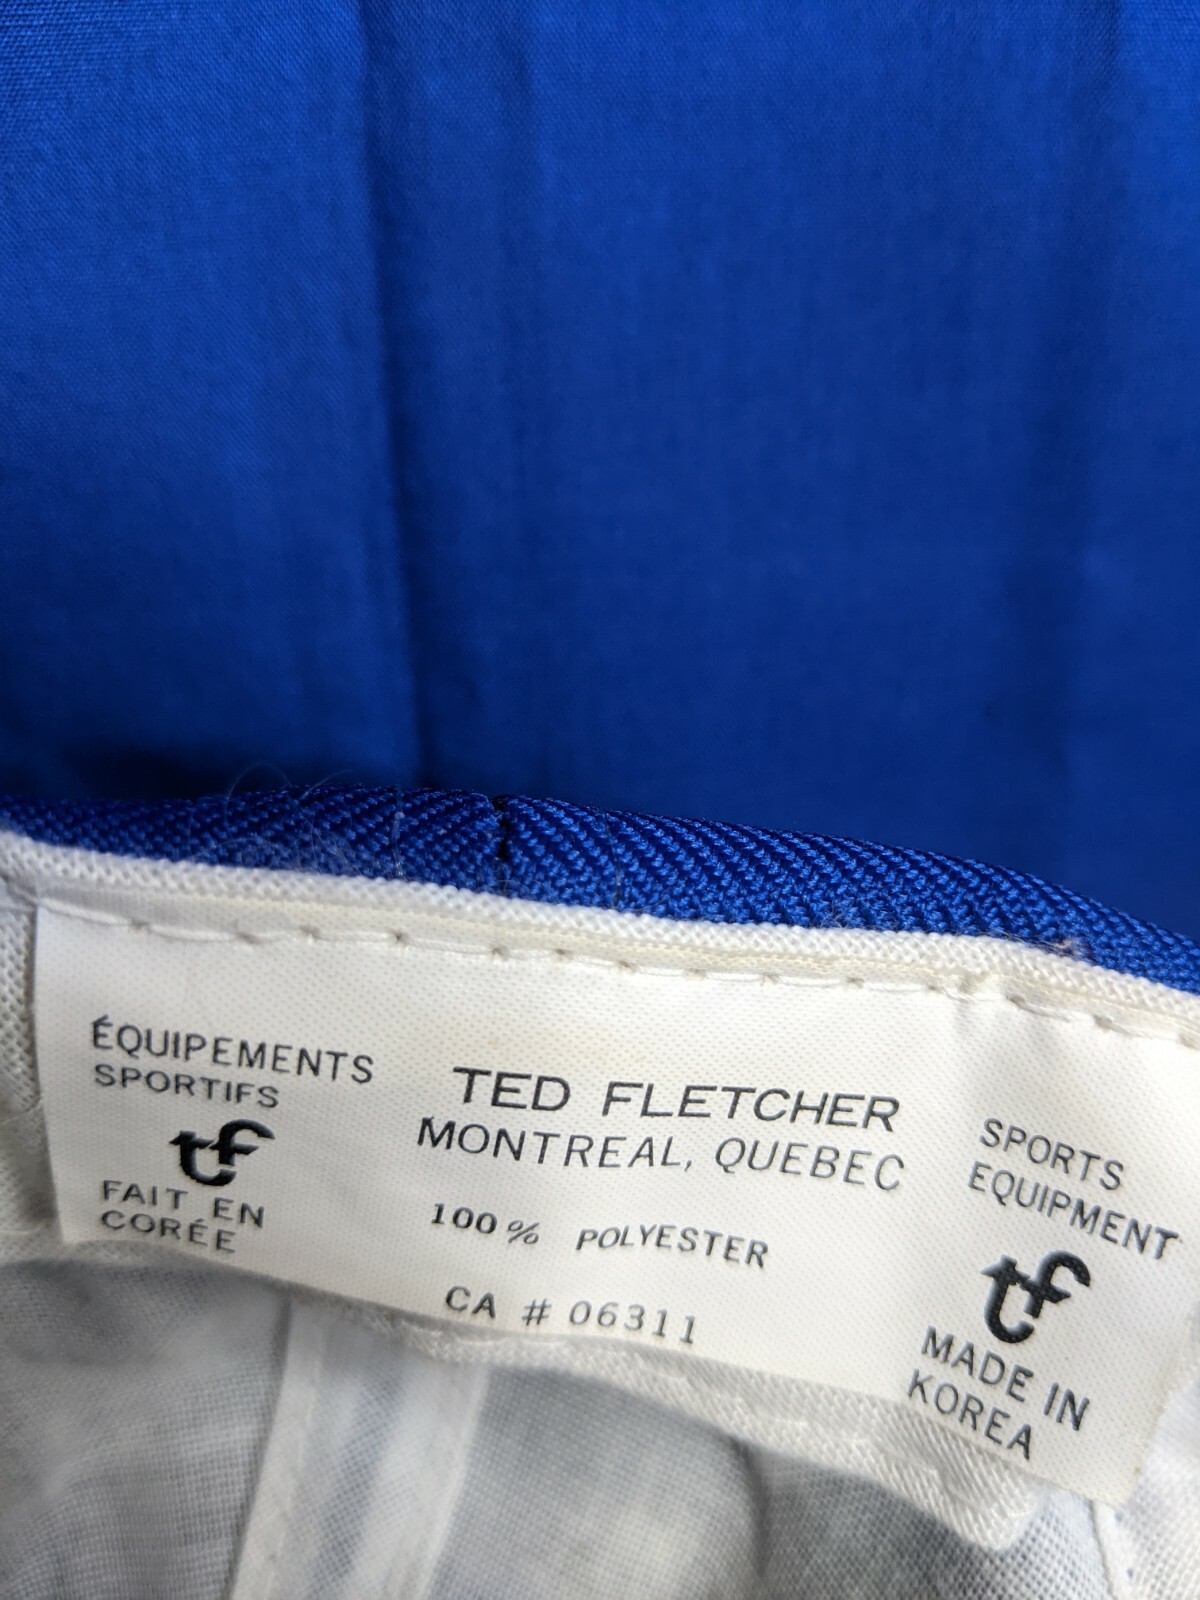 ÉQUIPEMENTS
SPORTIFS
tf
FAIT EN
CORÉE
TED FLETCHER
MONTREAL, QUEBEC
100% POLYESTER
CA # 06311
SPORTS
EQUIPMENT
tf
MADE IN
KOREA